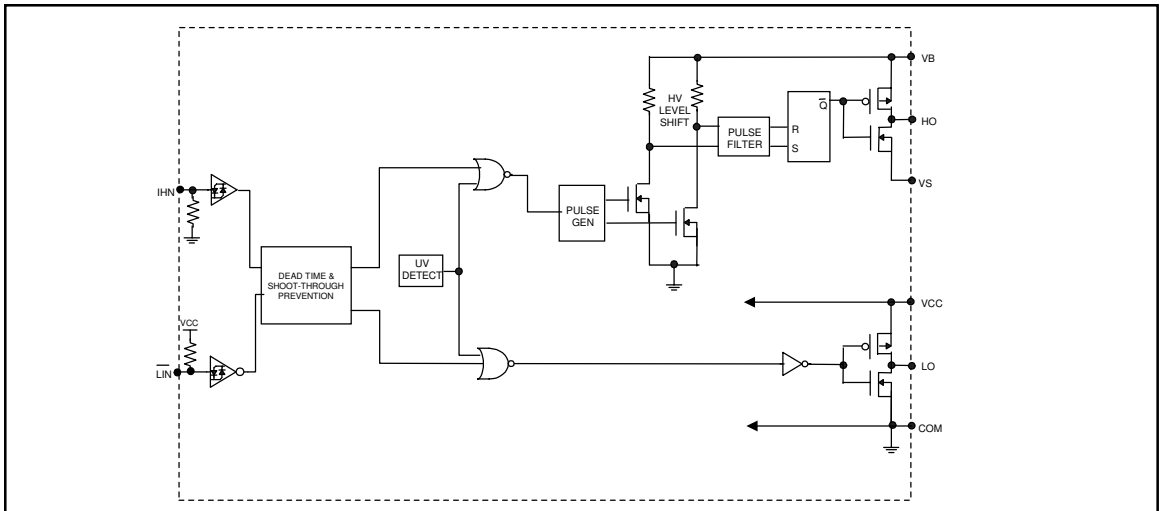 VB
HV
LEVEL
SHIFT
Q
HO
PULSE
FILTER
R
S
IHN
VS
PULSE
GEN
DEAD TIME &
SHOOT-THROUGH
PREVENTION
UV
DETECT
VCC
VCC
LIN
LO
COM